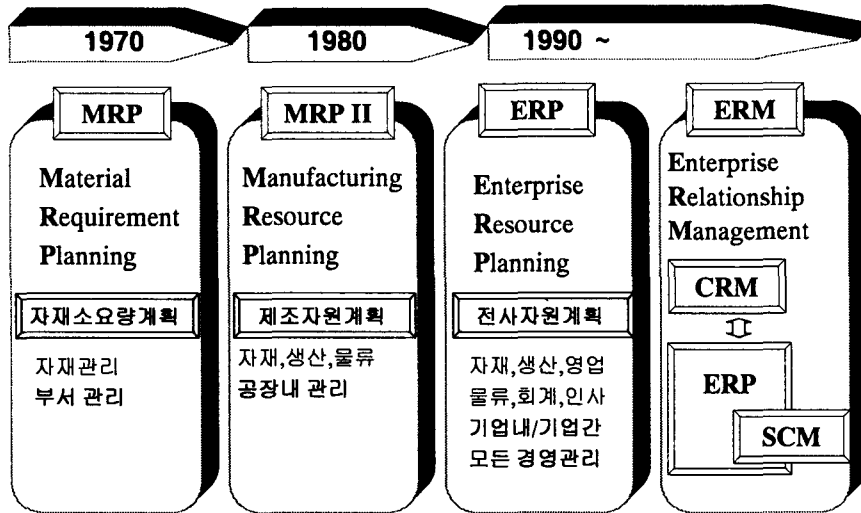 1970
1980
1990 ~
MRP
Material
Requirement
Planning
자재소요량계획
자재관리
부서 관리
MRP II
Manufacturing
Resource
Planning
제조자원계획
자재,생산,물류
공장내 관리
ERP
Enterprise
Resource
Planning
전사자원계획
자재,생산,영업
물류,회계,인사
기업내/기업간
모든 경영관리
ERM
Enterprise
Relationship
Management
CRM
ERP
SCM